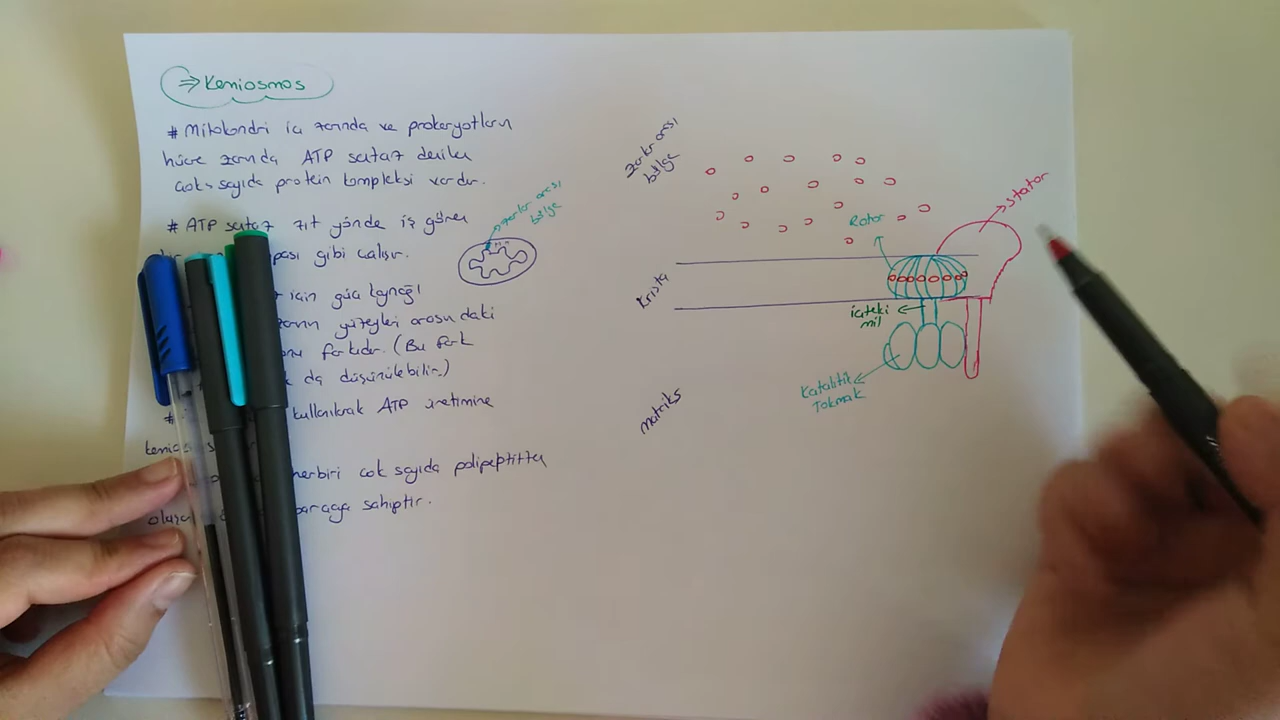 ⇒ Kemiosmos
# Mitokondri iç zarında ve prokaryotların
hücre zarında ATP sentaz denilen
çok sayıda protein kompleksi vardır.
# ATP sentaz zıt yönde iş gören
pası gibi çalışır.
için güç kaynağı
zarın yüzeyleri arasındaki
farkıdır. (Bu fark
da düşünülebilir.)
#
kullanılarak ATP üretimine
herbiri çok sayıda polipeptitten
parçaya sahiptir.
zarlar arası
bölge
zarlar arası
bölge
Rotor
Stator
Krista
içteki
mil
Katalitik
Tokmak
matriks